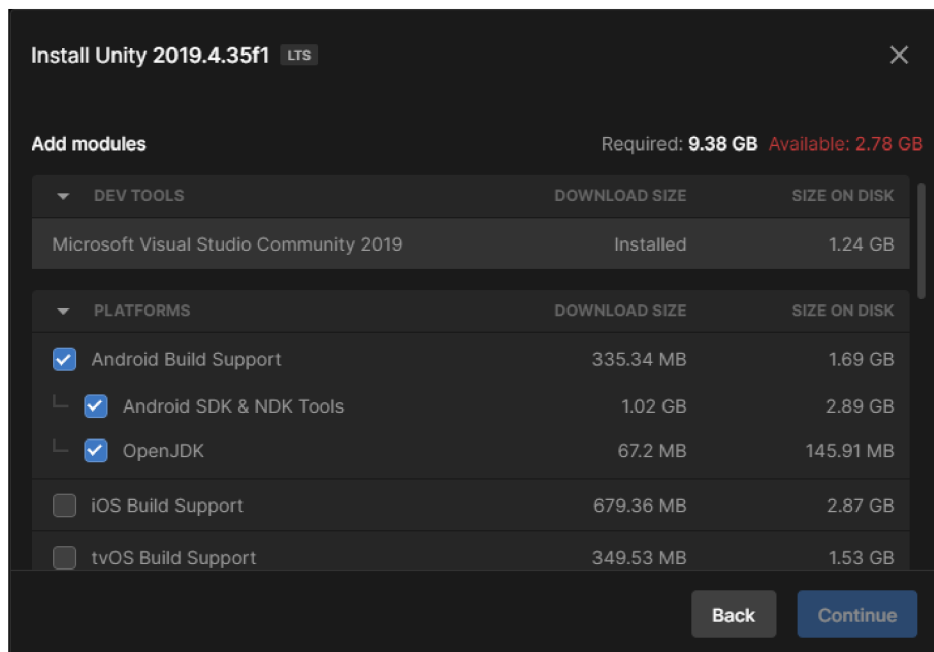 Install Unity 2019.4.35f1 LTS
Add modules Required: 9.38 GB Available: 2.78 GB
DEV TOOLS DOWNLOAD SIZE SIZE ON DISK
Microsoft Visual Studio Community 2019 Installed 1.24 GB
PLATFORMS DOWNLOAD SIZE SIZE ON DISK
Android Build Support 335.34 MB 1.69 GB
Android SDK & NDK Tools 1.02 GB 2.89 GB
OpenJDK 67.2 MB 145.91 MB
iOS Build Support 679.36 MB 2.87 GB
tvOS Build Support 349.53 MB 1.53 GB
Back Continue